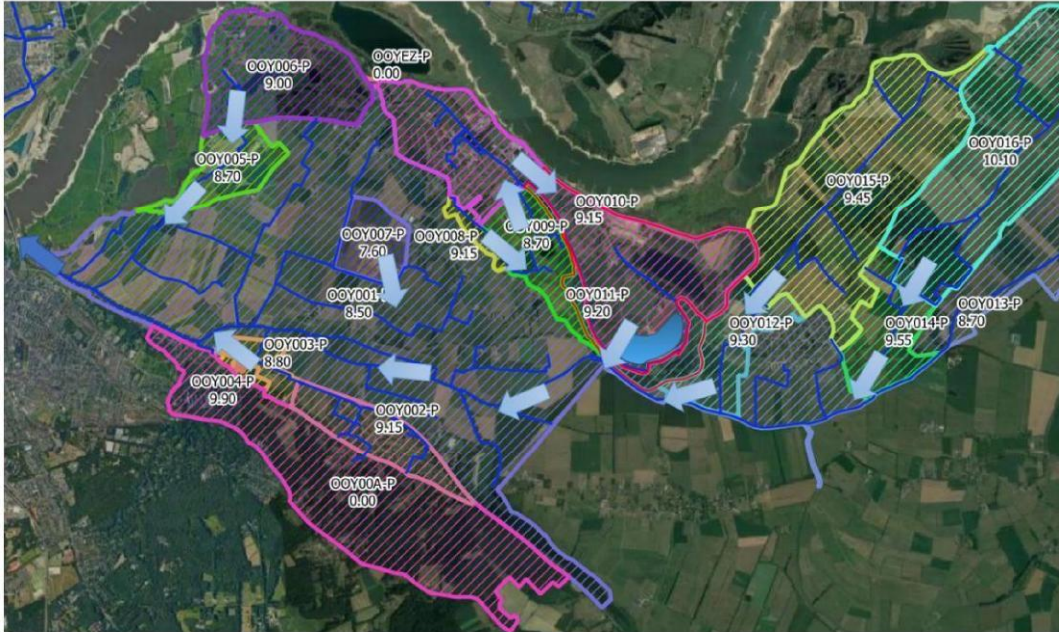 OOY006-P
9.00
OOYEZ-P
0.00
OOY005-P
8.70
OOY016-P
10.10
OOY015-P
9.45
OOY010-P
9.15
OOY009-P
8.70
OOY007-P
7.60
OOY008-P
9.15
OOY001-
8.50
OOY011-P
9.20
OOY012-P
9.30
OOY013-P
8.70
OOY014-P
9.55
OOY003-P
8.80
OOY004-P
9.90
OOY002-P
9.15
OOY00A-P
0.00